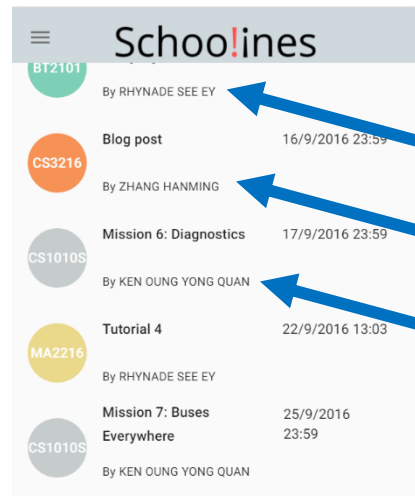 Schoo!ines
BT2101
By RHYNADE SEE EY
Blog post 16/9/2016 23:59
CS3216
By ZHANG HANMING
Mission 6: Diagnostics 17/9/2016 23:59
CS1010S
By KEN OUNG YONG QUAN
Tutorial 4 22/9/2016 13:03
MA2216
By RHYNADE SEE EY
Mission 7: Buses 25/9/2016
Everywhere 23:59
CS1010S
By KEN OUNG YONG QUAN